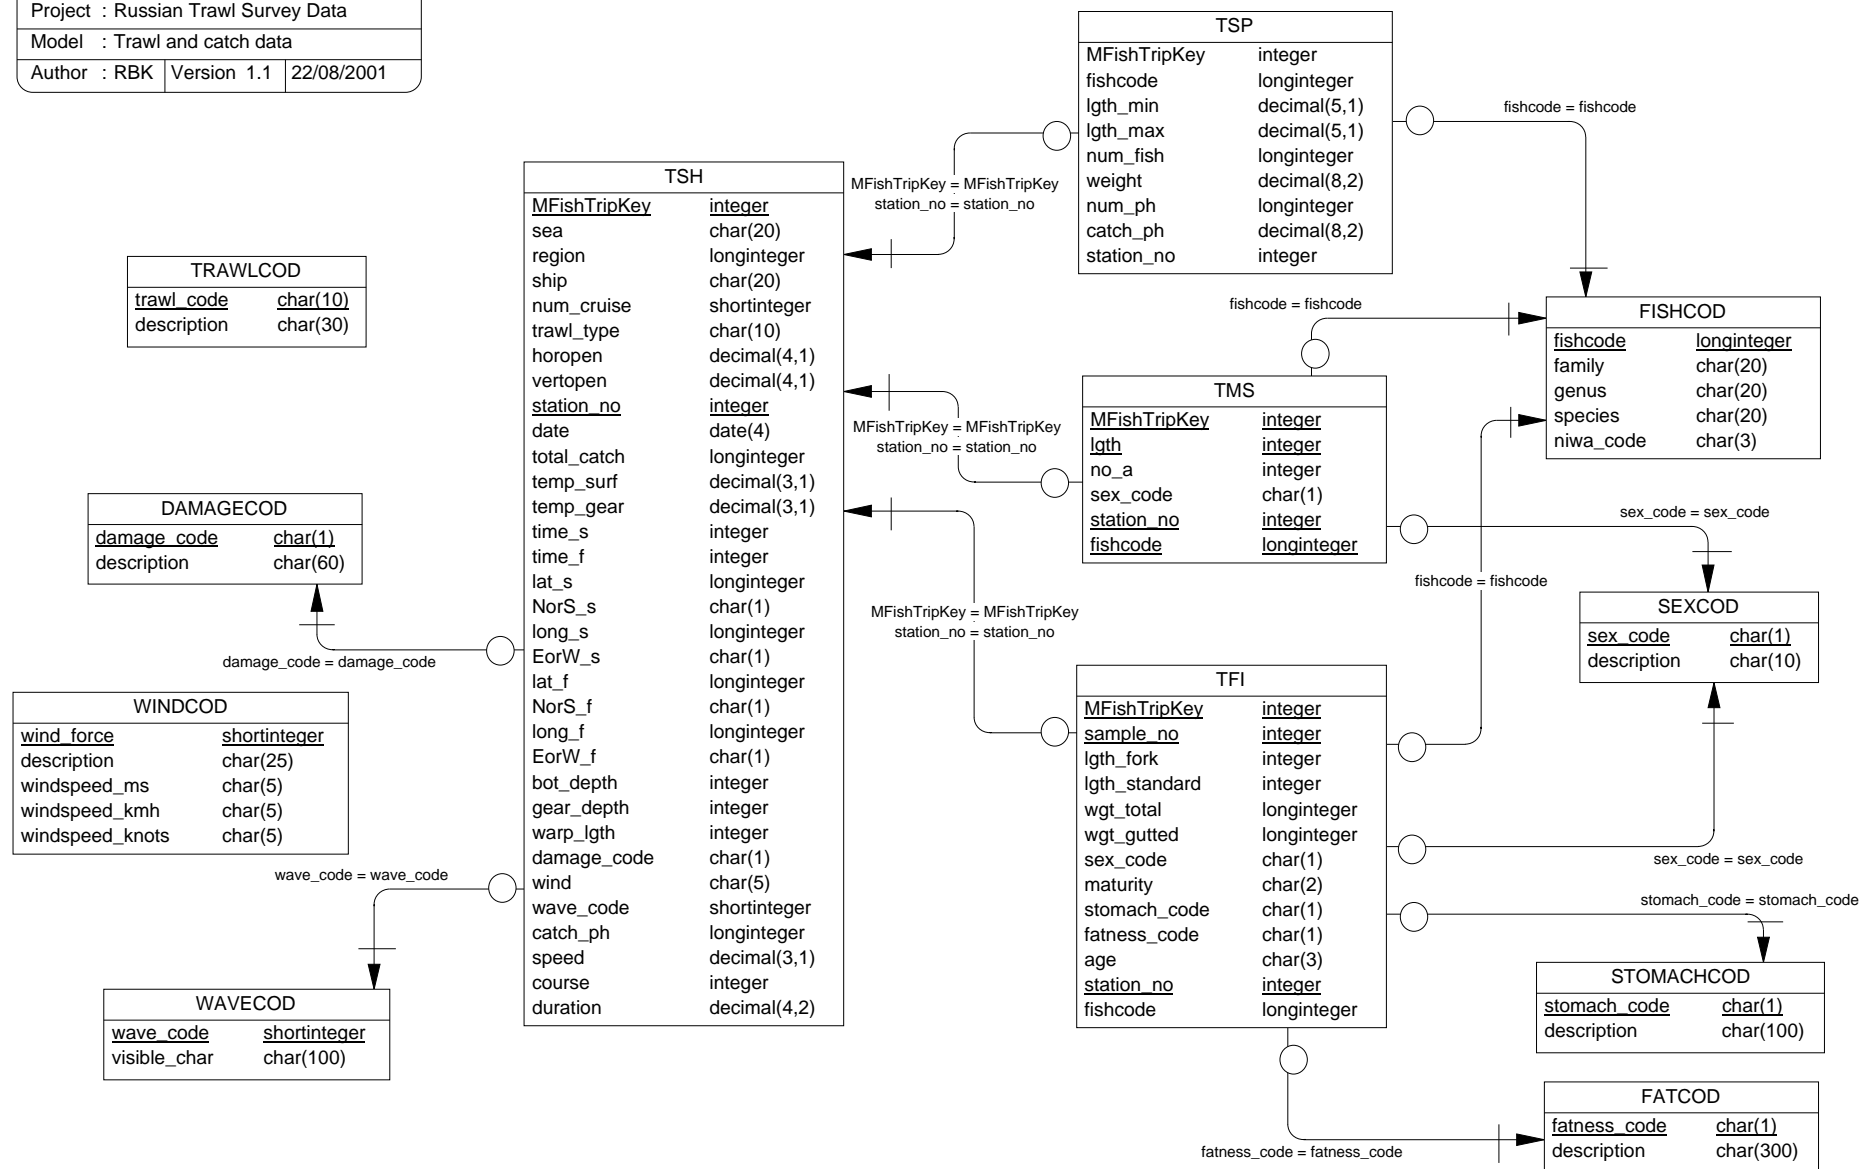 Project : Russian Trawl Survey Data
Model : Trawl and catch data
Author : RBK Version 1.1 22/08/2001
TSP
MFishTripKey integer
fishcode longinteger
lgth_min decimal(5,1)
lgth_max decimal(5,1)
num_fish longinteger
weight decimal(8,2)
num_ph longinteger
catch_ph decimal(8,2)
station_no integer
fishcode = fishcode
MFishTripKey = MFishTripKey
station_no = station_no
TSH
MFishTripKey integer
sea char(20)
region longinteger
ship char(20)
num_cruise shortinteger
trawl_type char(10)
horopen decimal(4,1)
vertopen decimal(4,1)
station_no integer
date date(4)
total_catch longinteger
temp_surf decimal(3,1)
temp_gear decimal(3,1)
time_s integer
time_f integer
lat_s longinteger
NorS_s char(1)
long_s longinteger
EorW_s char(1)
lat_f longinteger
NorS_f char(1)
long_f longinteger
EorW_f char(1)
bot_depth integer
gear_depth integer
warp_lgth integer
damage_code char(1)
wind char(5)
wave_code shortinteger
catch_ph longinteger
speed decimal(3,1)
course integer
duration decimal(4,2)
TRAWLCOD
trawl_code char(10)
description char(30)
fishcode = fishcode
FISHCOD
fishcode longinteger
family char(20)
genus char(20)
species char(20)
niwa_code char(3)
TMS
MFishTripKey integer
lgth integer
no_a integer
sex_code char(1)
station_no integer
fishcode longinteger
MFishTripKey = MFishTripKey
station_no = station_no
DAMAGECOD
damage_code char(1)
description char(60)
sex_code = sex_code
fishcode = fishcode
MFishTripKey = MFishTripKey
station_no = station_no
SEXCOD
sex_code char(1)
description char(10)
damage_code = damage_code
TFI
MFishTripKey integer
sample_no integer
lgth_fork integer
lgth_standard integer
wgt_total longinteger
wgt_gutted longinteger
sex_code char(1)
maturity char(2)
stomach_code char(1)
fatness_code char(1)
age char(3)
station_no integer
fishcode longinteger
WINDCOD
wind_force shortinteger
description char(25)
windspeed_ms char(5)
windspeed_kmh char(5)
windspeed_knots char(5)
wave_code = wave_code
sex_code = sex_code
stomach_code = stomach_code
STOMACHCOD
stomach_code char(1)
description char(100)
WAVECOD
wave_code shortinteger
visible_char char(100)
FATCOD
fatness_code char(1)
description char(300)
fatness_code = fatness_code